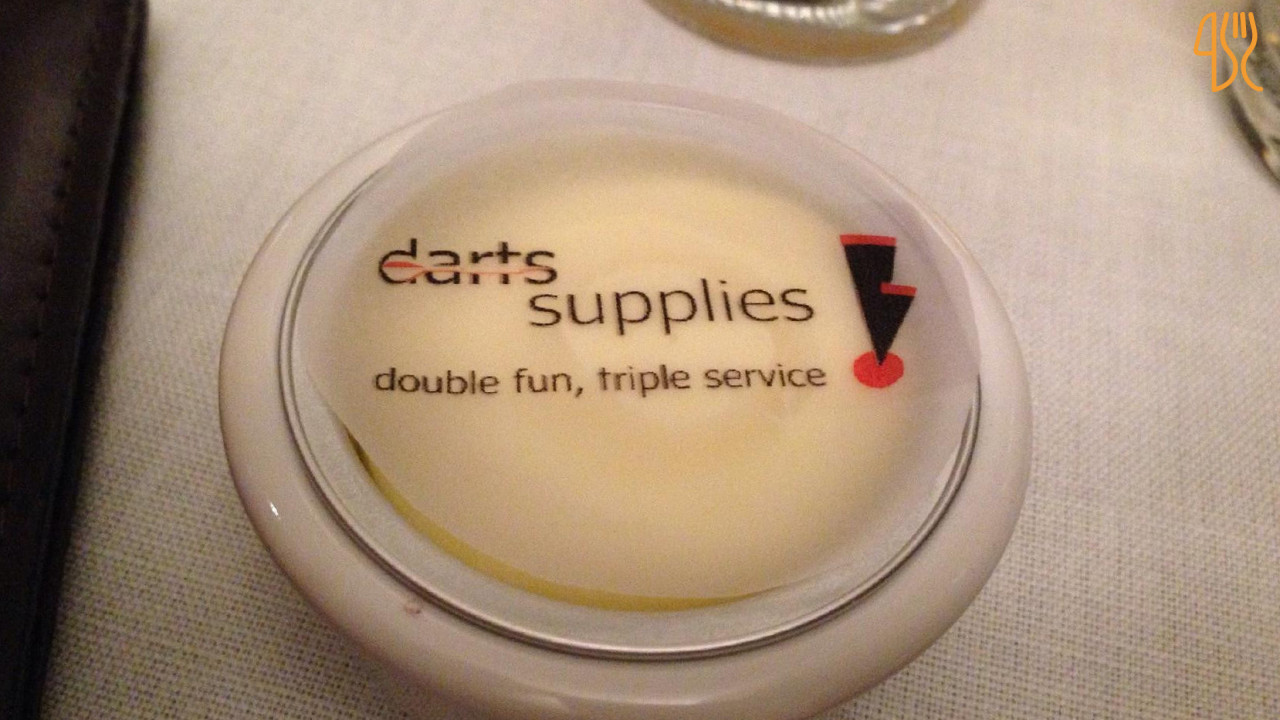 darts
supplies
double fun, triple service